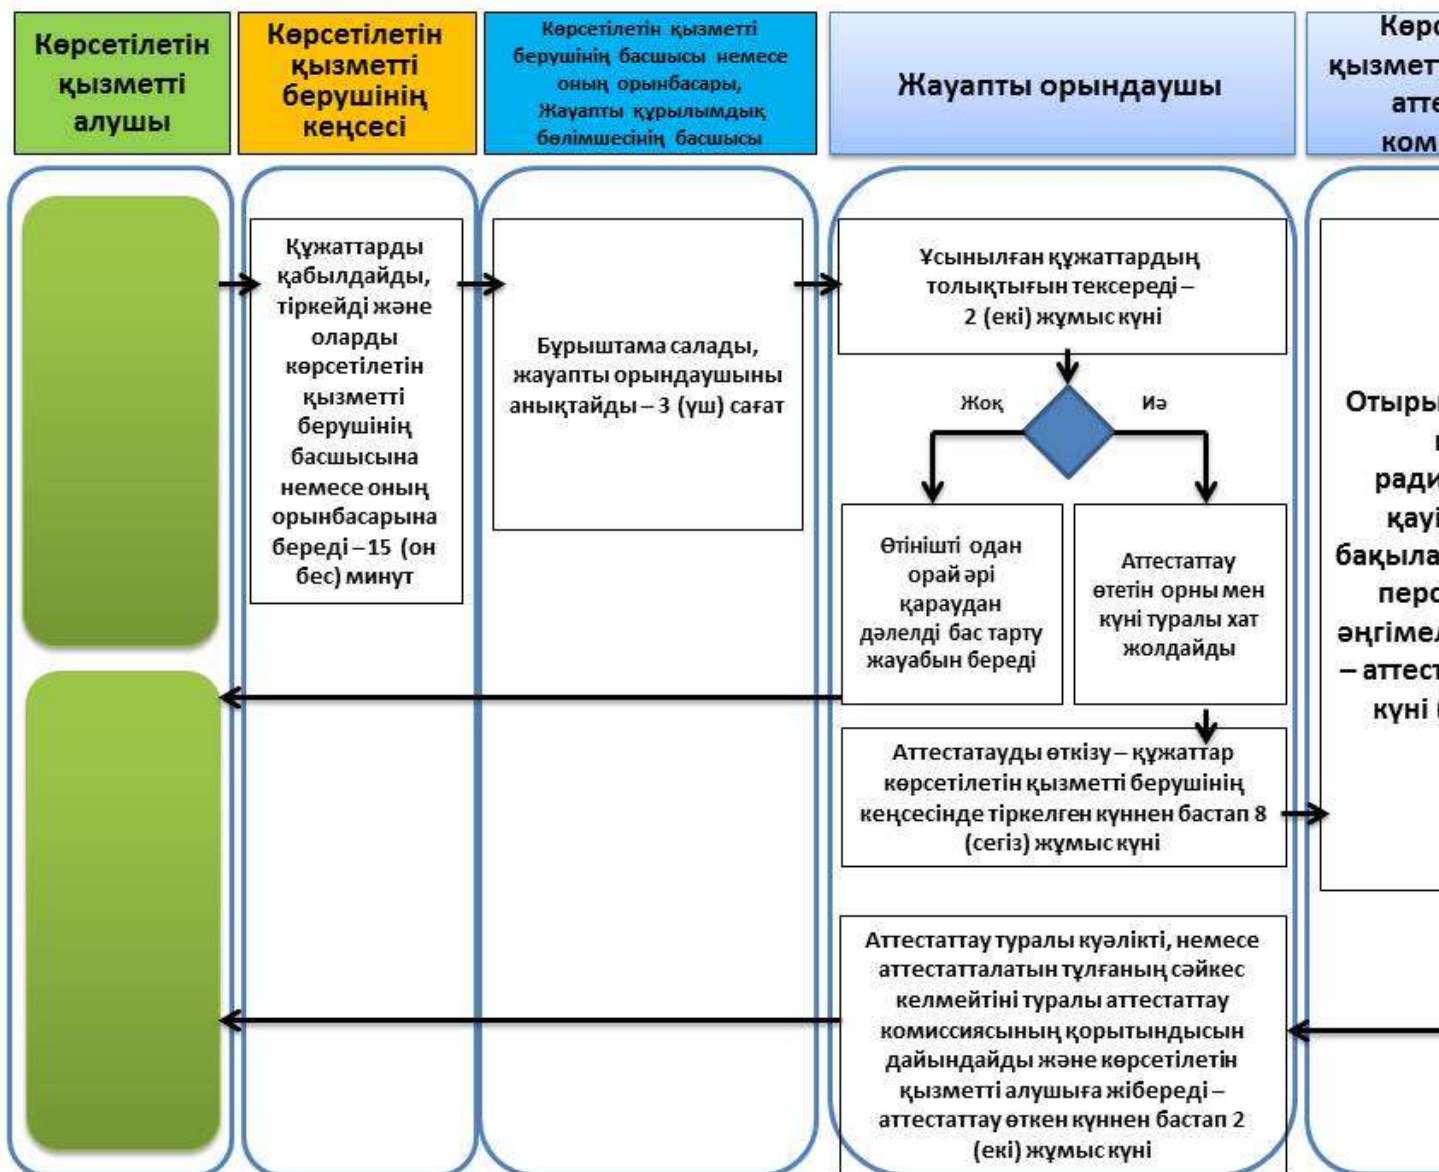 Көрсетілетін
қызметті
алушы
Көрсетілетін
қызметті
берушінің
кеңсесі
Көрсетілетін қызметті
берушінің басшысы немесе
оның орынбасары,
Жауапты құрылымдық
бөлімшесінің басшысы
Жауапты орындаушы
Құжаттарды
қабылдайды,
тіркейді және
оларды
көрсетілетін
қызметті
берушінің
басшысына
немесе оның
орынбасарына
береді – 15 (он
бес) минут
Бұрыштама салады,
жауапты орындаушыны
анықтайды – 3 (үш) сағат
Ұсынылған құжаттардың
толықтығын тексереді –
2 (екі) жұмыс күні
Жоқ
Иә
Өтінішті одан
орай әрі
қараудан
дәлелді бас тарту
жауабын береді
Аттестаттау
өтетін орны мен
күні туралы хат
жолдайды
Аттестатауды өткізу – құжаттар
көрсетілетін қызметті берушінің
кеңсесінде тіркелген күннен бастап 8
(сегіз) жұмыс күні
Аттестаттау туралы куәлікті, немесе
аттестатталатын тұлғаның сәйкес
келмейтіні туралы аттестаттау
комиссиясының қорытындысын
дайындайды және көрсетілетін
қызметті алушыға жібереді –
аттестаттау өткен күннен бастап 2
(екі) жұмыс күні
күні